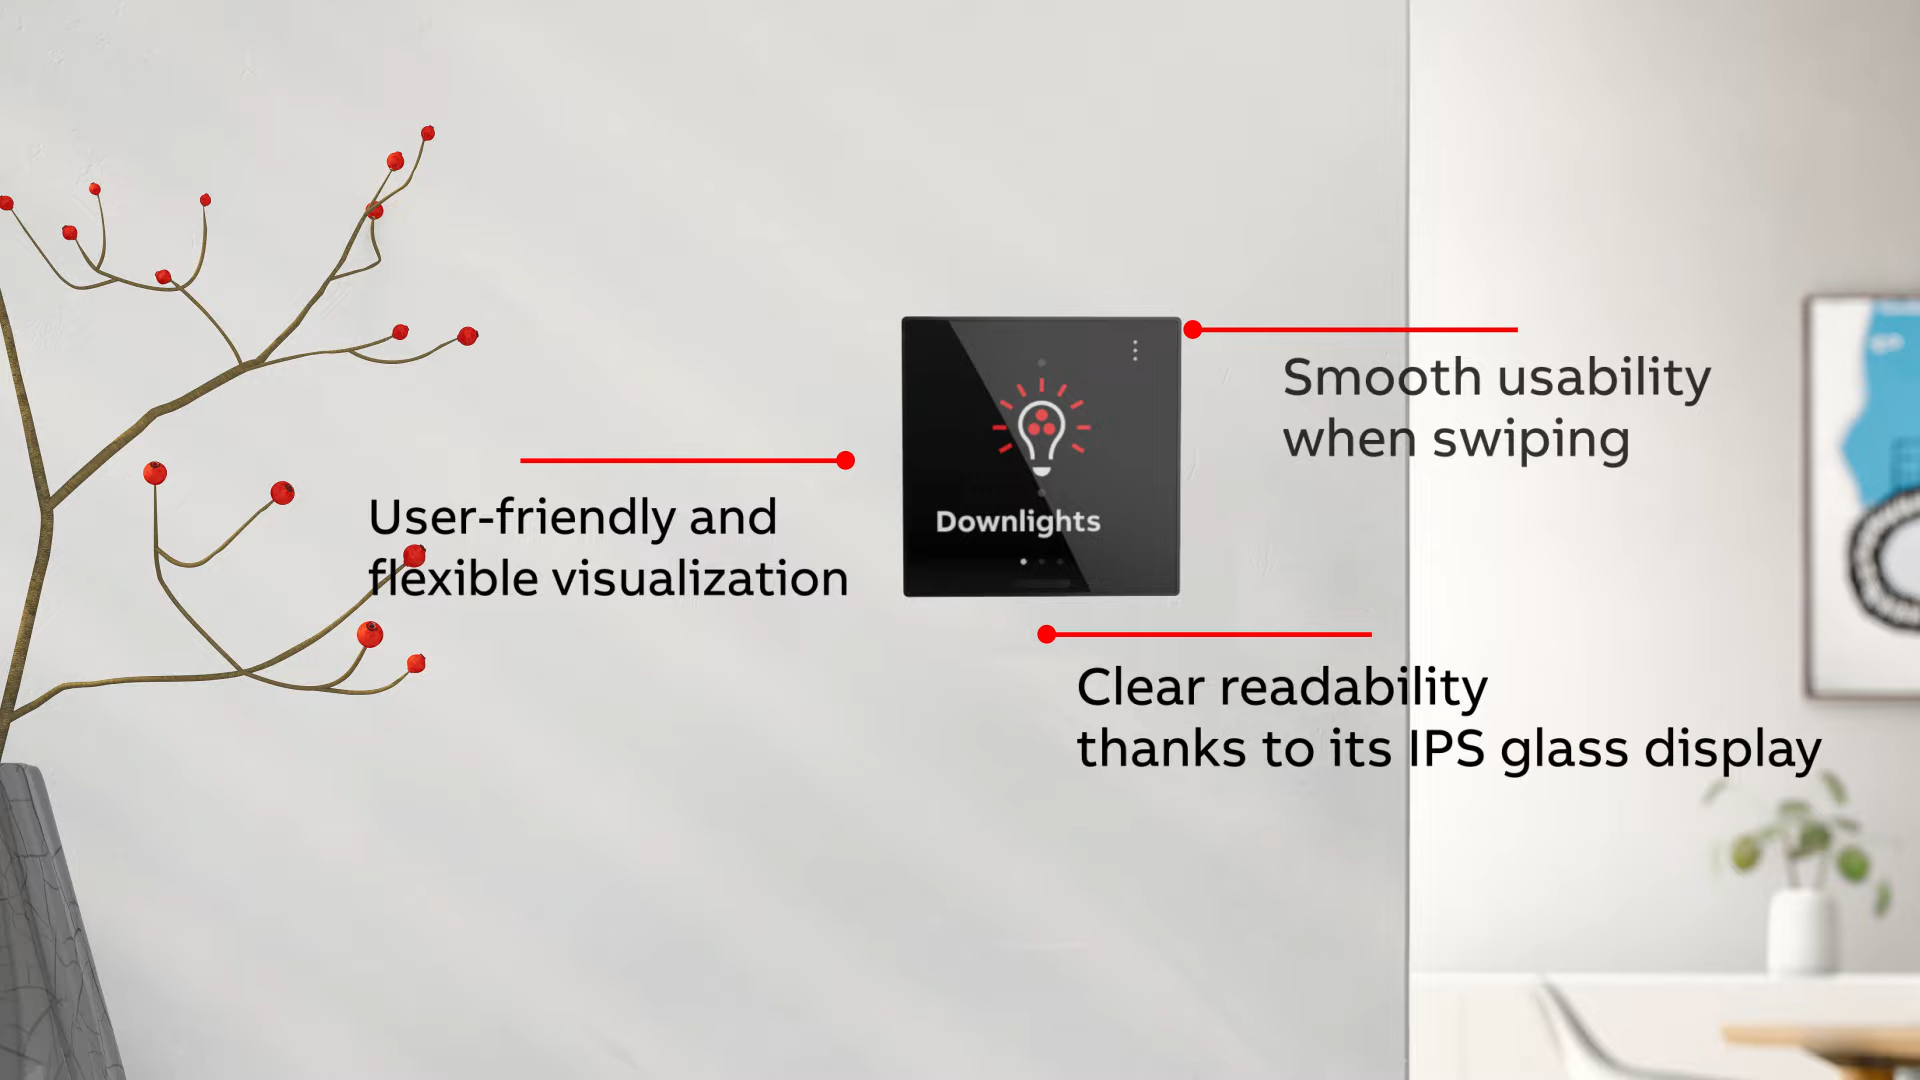 Smooth usability
when swiping
User-friendly and
flexible visualization
Downlights
Clear readability
thanks to its IPS glass display